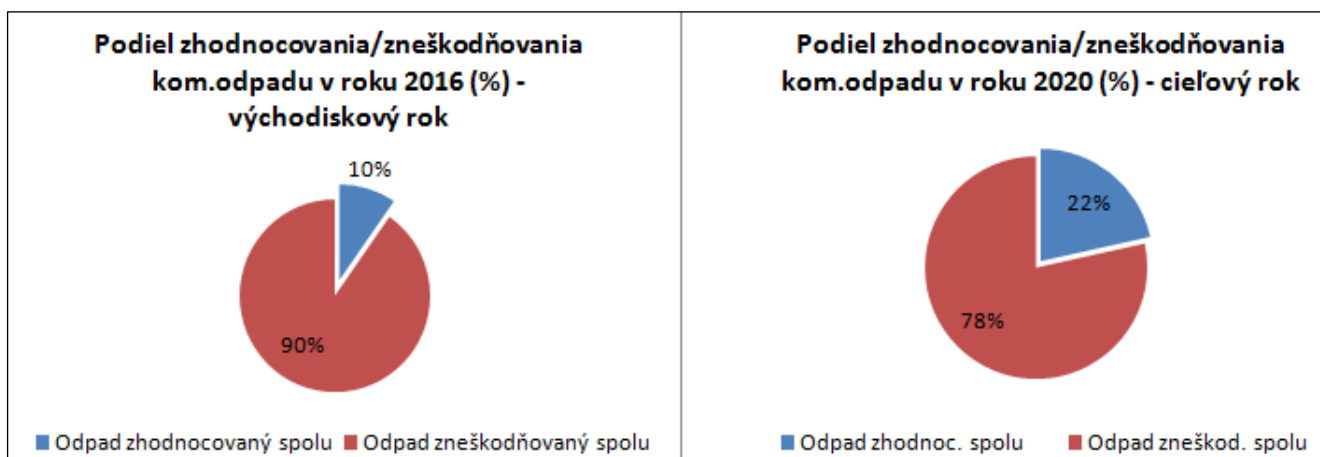 Podiel zhodnocovania/zneškodňovania
kom.odpadu v roku 2016 (%) -
východiskový rok
10%
90%
Odpad zhodnocovaný spolu
Odpad zneškodňovaný spolu
Podiel zhodnocovania/zneškodňovania
kom.odpadu v roku 2020 (%) - cieľový rok
22%
78%
Odpad zhodnoc. spolu
Odpad zneškod. spolu